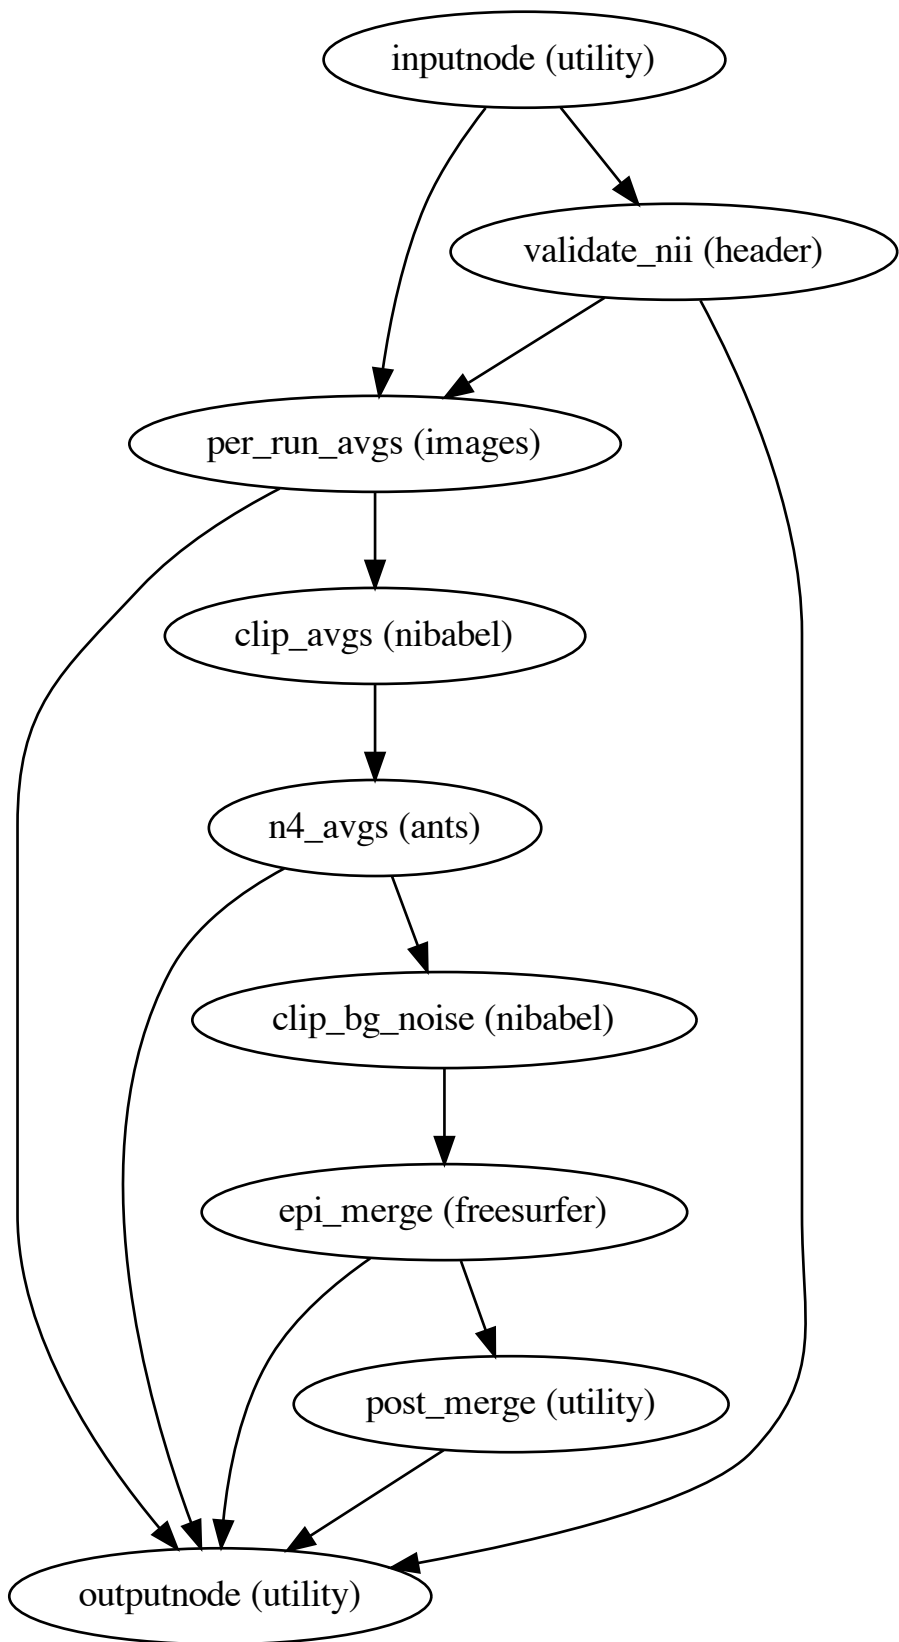 inputnode (utility)
validate_nii (header)
per_run_avgs (images)
clip_avgs (nibabel)
n4_avgs (ants)
clip_bg_noise (nibabel)
epi_merge (freesurfer)
post_merge (utility)
outputnode (utility)